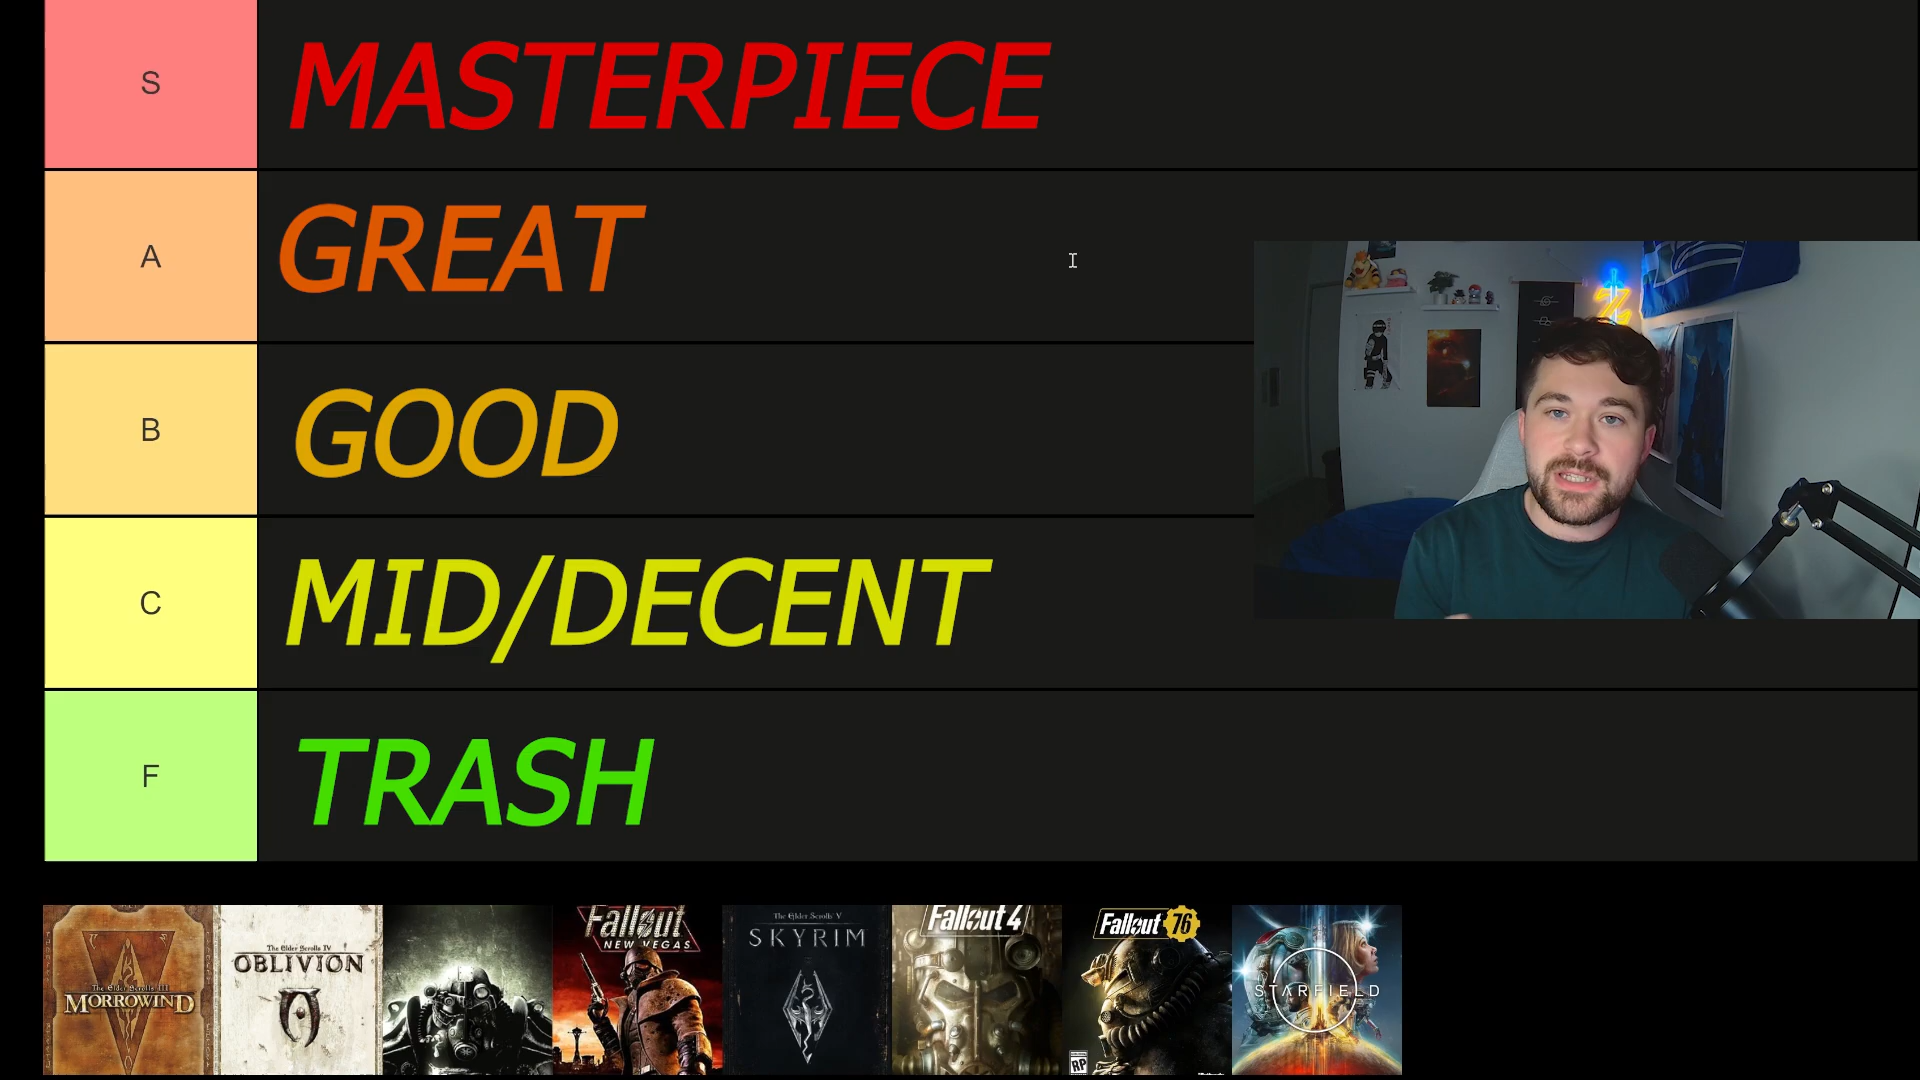 S
MASTERPIECE
A
GREAT
B
GOOD
C
MID/DECENT
F
TRASH
The Elder Scrolls III
MORROWIND
The Elder Scrolls IV
OBLIVION
Fallout
NEW VEGAS
The Elder Scrolls V
SKYRIM
Fallout 4
Fallout 76
RP
STARFIELD